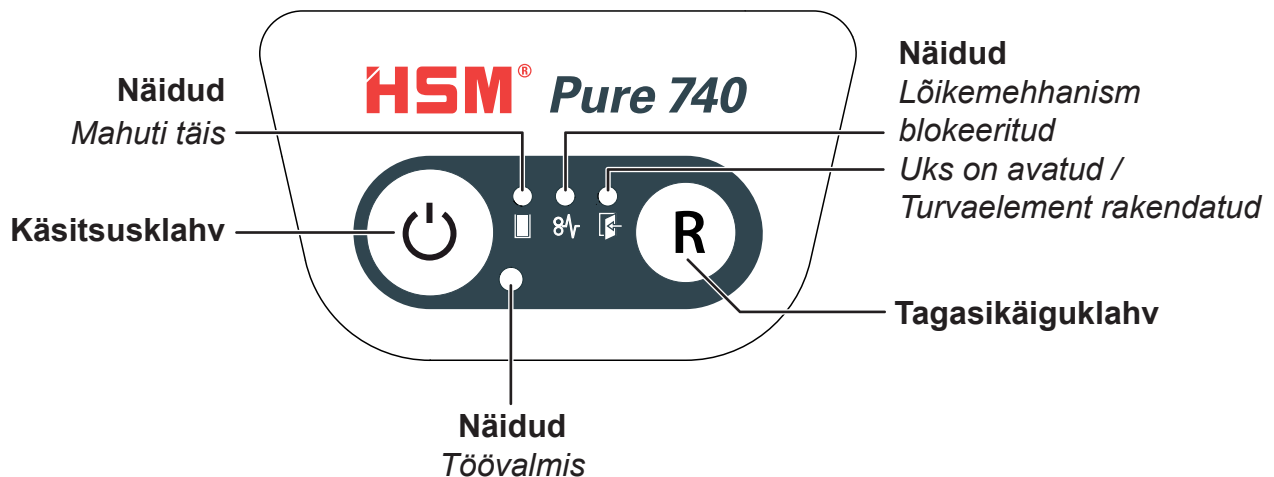 HSM® Pure 740
Näidud
Mahuti täis
Käsitsusklahv
Näidud
Lõikemehhanism
blokeeritud
Uks on avatud /
Turvaelement rakendatud
R
Tagasikäiguklahv
Näidud
Töövalmis